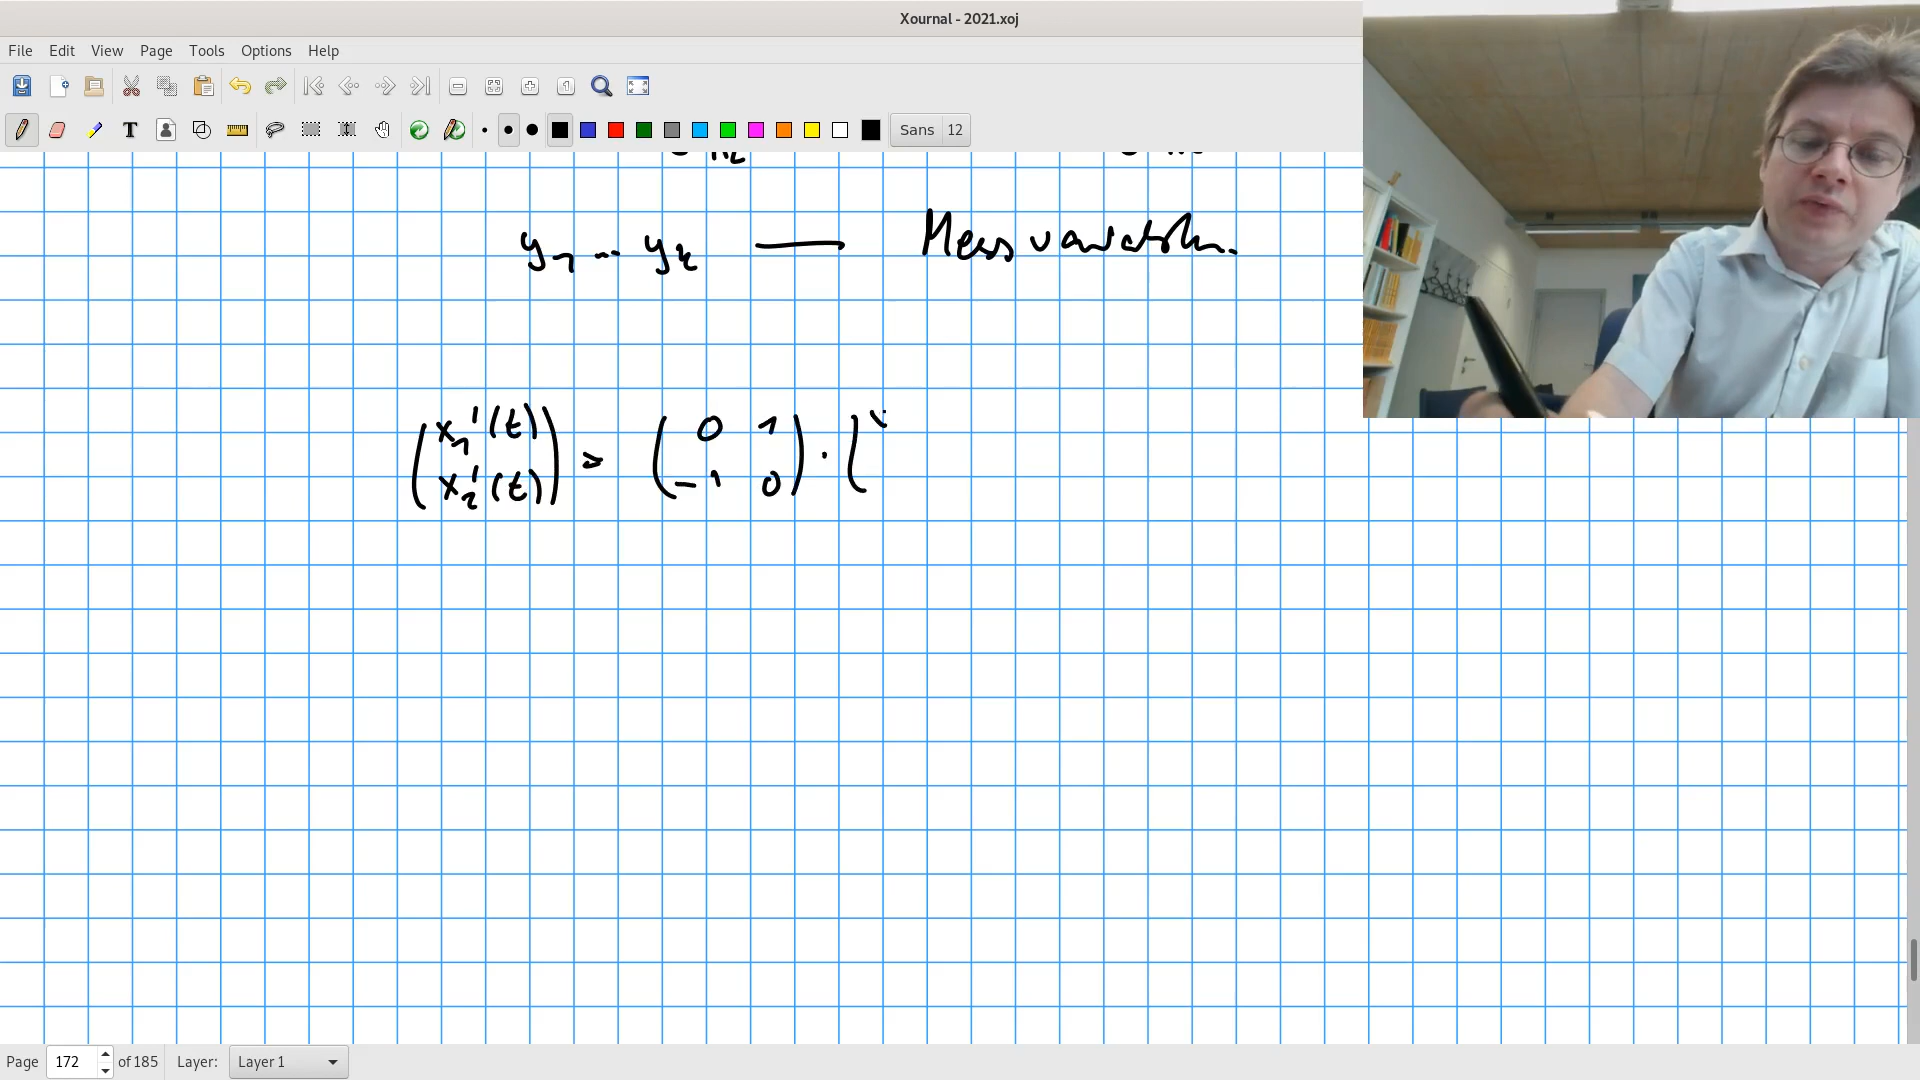 Xournal - 2021.xoj
File Edit View Page Tools Options Help
Sans 12
y₁ ... yₖ — Messvariablen.
(x₁'(t)) = (0 1) · (
(x₂'(t)) (-1 0)
Page 172 of 185 Layer: Layer 1